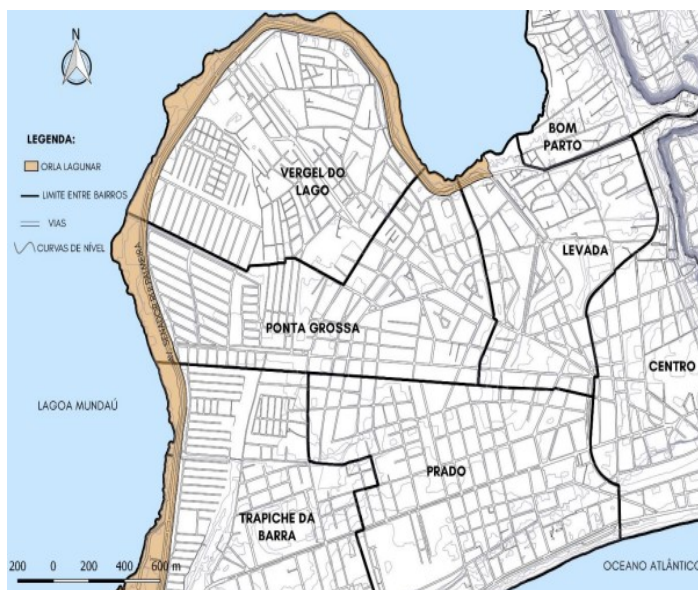 N
LEGENDA:
ORLA LAGUNAR
LIMITE ENTRE BAIRROS
VIAS
CURVAS DE NÍVEL
BOM
PARTO
VERGEL DO
LAGO
LEVADA
PONTA GROSSA
CENTRO
LAGOA MUNDAÚ
PRADO
TRAPICHE DA
BARRA
OCEANO ATLÂNTICO
200 0 200 400 600 m